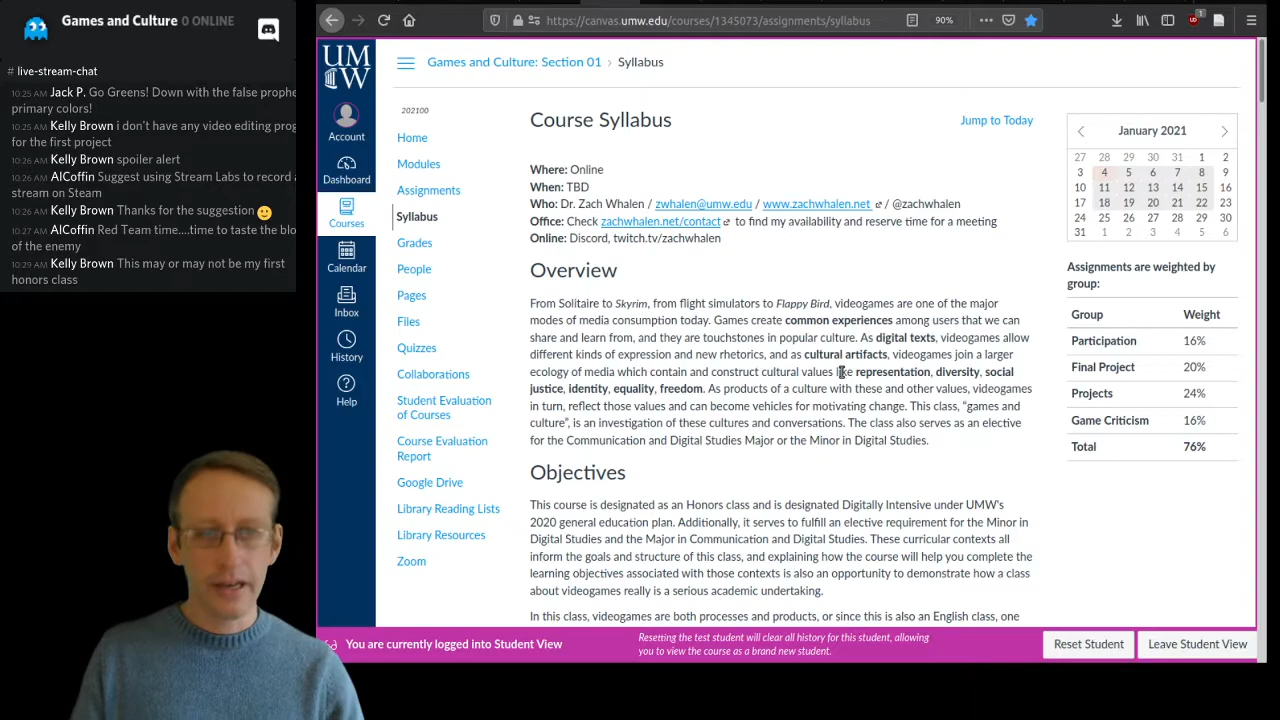 Games and Culture 0 ONLINE
# live-stream-chat
10:25 AM Jack P. Go Greens! Down with the false prophe
primary colors!
10:25 AM Kelly Brown i don't have any video editing prog
for the first project
10:26 AM Kelly Brown spoiler alert
10:26 AM AlCoffin Suggest using Stream Labs to record a
stream on Steam
10:26 AM Kelly Brown Thanks for the suggestion
10:27 AM AlCoffin Red Team time....time to taste the blo
of the enemy
10:29 AM Kelly Brown This may or may not be my first
honors class
https://canvas.umw.edu/courses/1345073/assignments/syllabus
90%
1
UMW
Account
Dashboard
Courses
Calendar
Inbox
History
Help
Games and Culture: Section 01 › Syllabus
202100
Home
Modules
Assignments
Syllabus
Grades
People
Pages
Files
Quizzes
Collaborations
Student Evaluation
of Courses
Course Evaluation
Report
Google Drive
Library Reading Lists
Library Resources
Zoom
Course Syllabus
Jump to Today
Where: Online
When: TBD
Who: Dr. Zach Whalen / zwhalen@umw.edu / www.zachwhalen.net / @zachwhalen
Office: Check zachwhalen.net/contact to find my availability and reserve time for a meeting
Online: Discord, twitch.tv/zachwhalen
Overview
From Solitaire to Skyrim, from flight simulators to Flappy Bird, videogames are one of the major
modes of media consumption today. Games create common experiences among users that we can
share and learn from, and they are touchstones in popular culture. As digital texts, videogames allow
different kinds of expression and new rhetorics, and as cultural artifacts, videogames join a larger
ecology of media which contain and construct cultural values like representation, diversity, social
justice, identity, equality, freedom. As products of a culture with these and other values, videogames
in turn, reflect those values and can become vehicles for motivating change. This class, "games and
culture", is an investigation of these cultures and conversations. The class also serves as an elective
for the Communication and Digital Studies Major or the Minor in Digital Studies.
Objectives
This course is designated as an Honors class and is designated Digitally Intensive under UMW's
2020 general education plan. Additionally, it serves to fulfill an elective requirement for the Minor in
Digital Studies and the Major in Communication and Digital Studies. These curricular contexts all
inform the goals and structure of this class, and explaining how the course will help you complete the
learning objectives associated with those contexts is also an opportunity to demonstrate how a class
about videogames really is a serious academic undertaking.
In this class, videogames are both processes and products, or since this is also an English class, one
January 2021
27 28 29 30 31 1 2
3 4 5 6 7 8 9
10 11 12 13 14 15 16
17 18 19 20 21 22 23
24 25 26 27 28 29 30
31 1 2 3 4 5 6
Assignments are weighted by
group:
Group Weight
Participation 16%
Final Project 20%
Projects 24%
Game Criticism 16%
Total 76%
You are currently logged into Student View
Resetting the test student will clear all history for this student, allowing
you to view the course as a brand new student.
Reset Student
Leave Student View